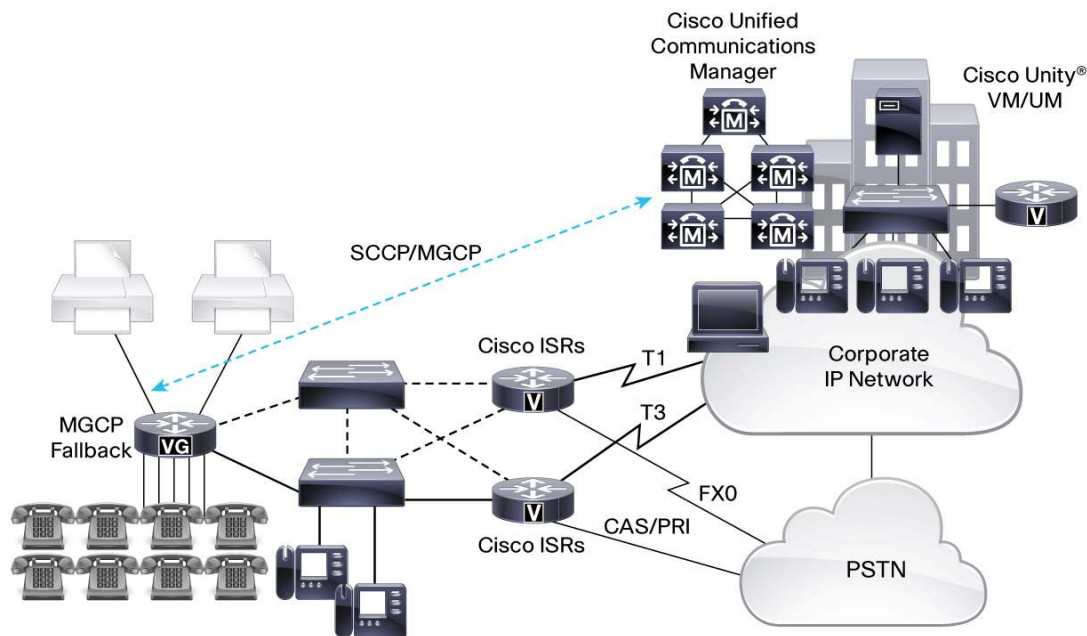 Cisco Unified
Communications
Manager
Cisco Unity®
VM/UM
M
M
M
M
M
V
SCCP/MGCP
Cisco ISRs
T1
V
Corporate
IP Network
MGCP
Fallback
VG
T3
V
Cisco ISRs
FX0
CAS/PRI
PSTN